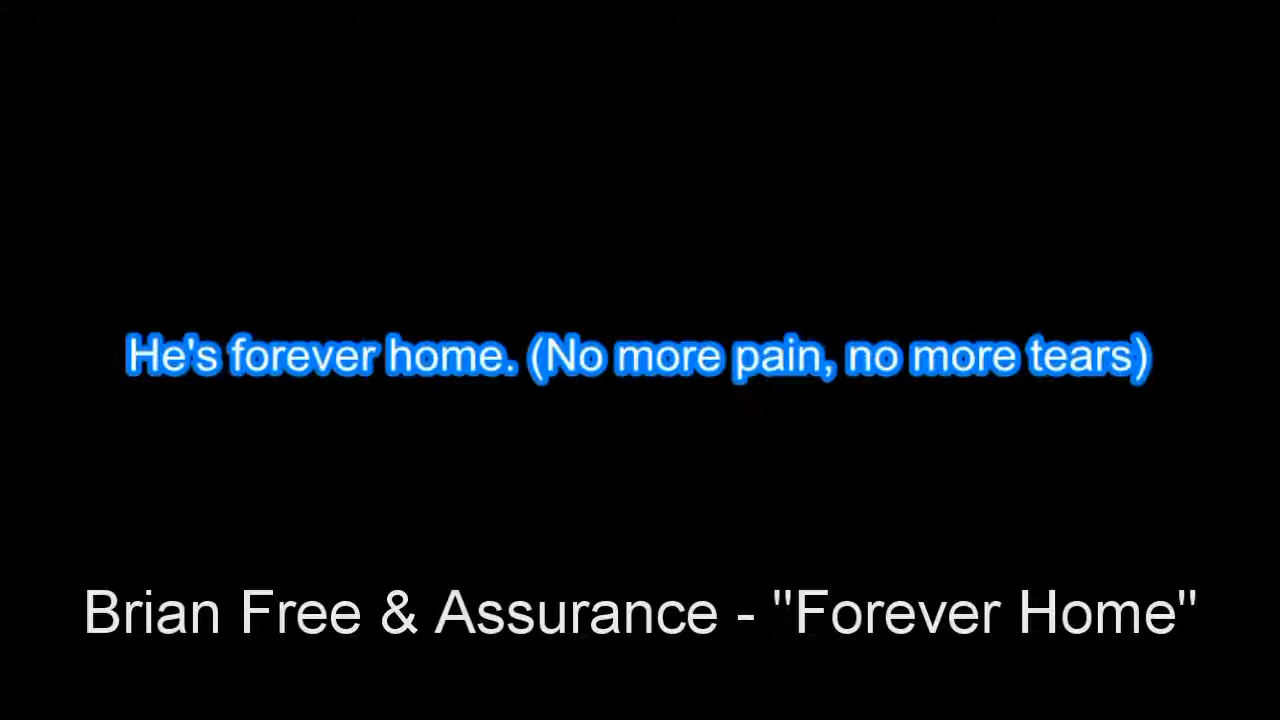 He's forever home. (No more pain, no more tears)
Brian Free & Assurance - "Forever Home"